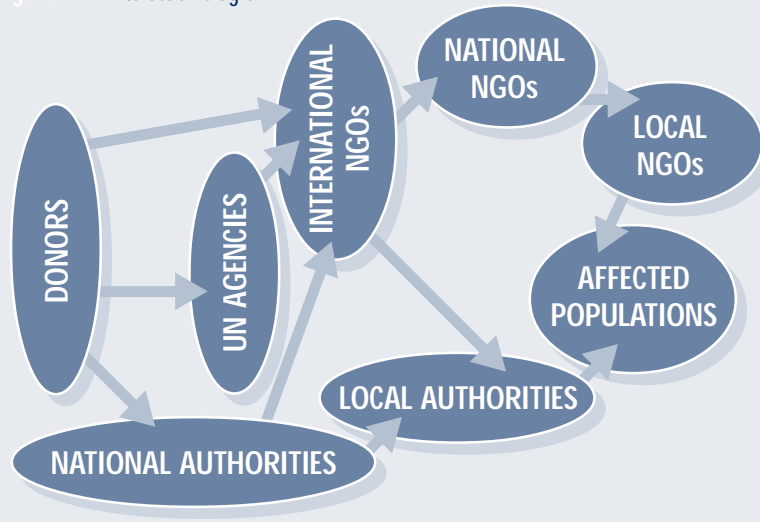 DONORS
UN AGENCIES
INTERNATIONAL
NGOs
NATIONAL
NGOs
LOCAL
NGOs
AFFECTED
POPULATIONS
LOCAL AUTHORITIES
NATIONAL AUTHORITIES